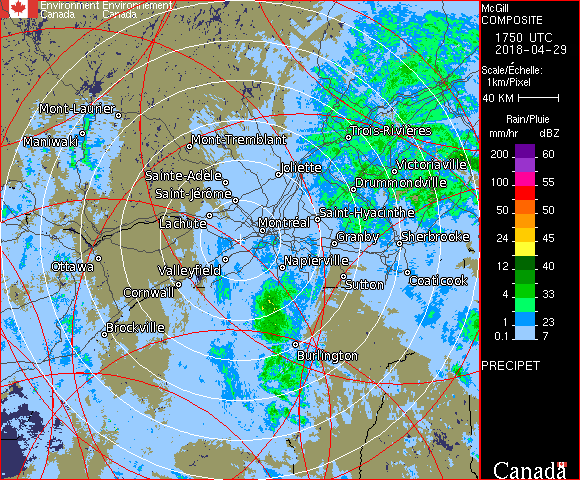 Environment Environnement
Canada Canada
McGill
COMPOSITE
1750 UTC
2018-04-29
Scale/Échelle:
1km/Pixel
40 KM
Rain/Pluie
mm/hr dBZ
200 60
100 55
50 50
24 45
12 40
4 33
1 23
0.1 7
PRECIPET
Canada
Mont-Laurier
Maniwaki
Mont-Tremblant
Trois-Rivières
Joliette
Victoriaville
Sainte-Adèle
Drummondville
Saint-Jérôme
Saint-Hyacinthe
Lachute
Montréal
Granby
Sherbrooke
Ottawa
Valleyfield
Napierville
Coaticook
Sutton
Cornwall
Brockville
Burlington